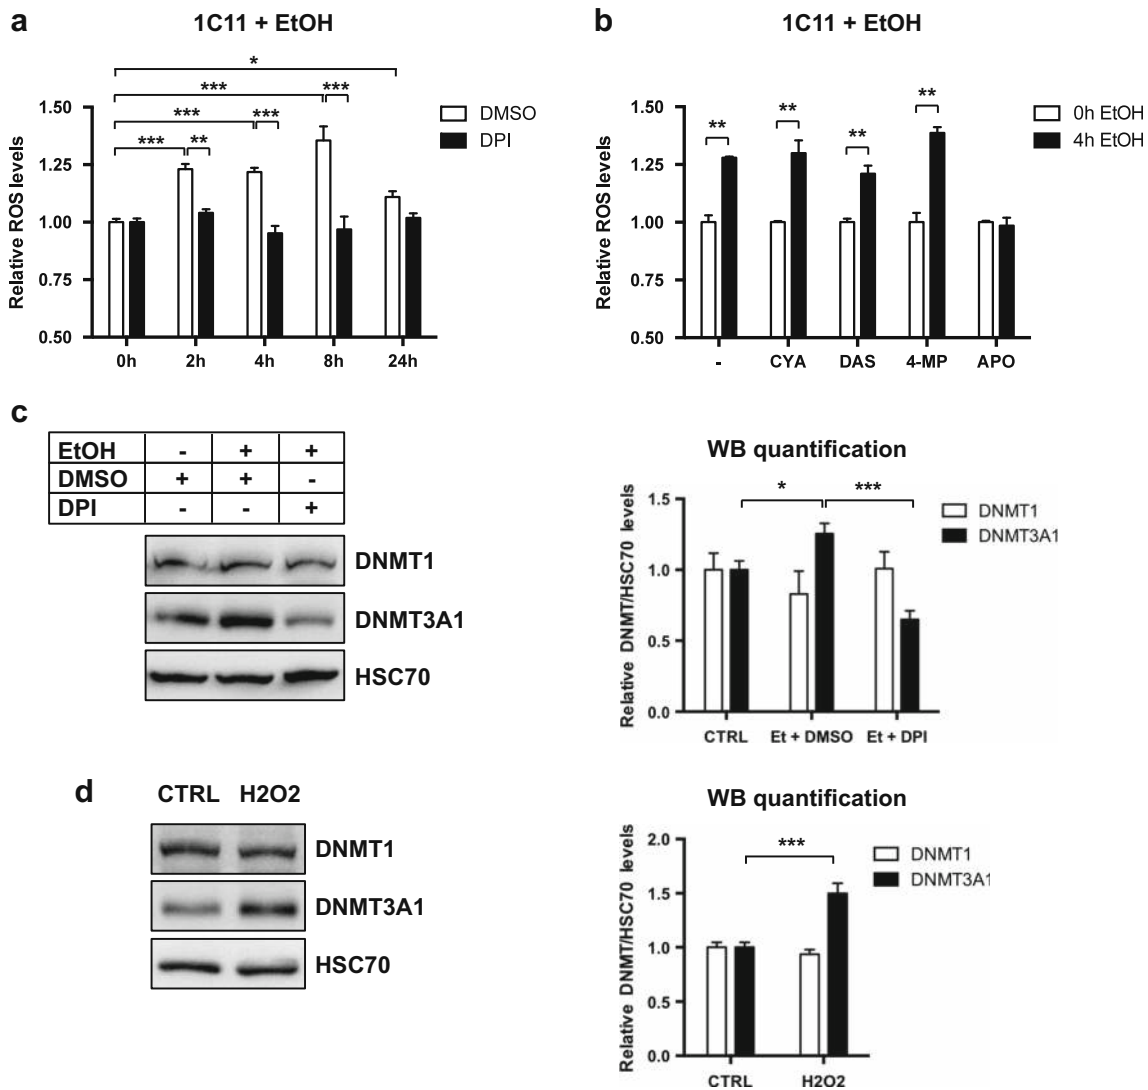 a
1C11 + EtOH
Relative ROS levels
1.50
1.25
1.00
0.75
0.50
0h
2h
4h
8h
24h
*
***
***
***
***
***
**
DMSO
DPI
b
1C11 + EtOH
Relative ROS levels
1.50
1.25
1.00
0.75
0.50
-
CYA
DAS
4-MP
APO
**
**
**
**
0h EtOH
4h EtOH
c
EtOH - + +
DMSO + + -
DPI - - +
DNMT1
DNMT3A1
HSC70
WB quantification
Relative DNMT/HSC70 levels
1.5
1.0
0.5
0.0
CTRL
Et + DMSO
Et + DPI
*
***
DNMT1
DNMT3A1
d
CTRL H2O2
DNMT1
DNMT3A1
HSC70
WB quantification
Relative DNMT/HSC70 levels
2.0
1.5
1.0
0.5
0.0
CTRL
H2O2
***
DNMT1
DNMT3A1